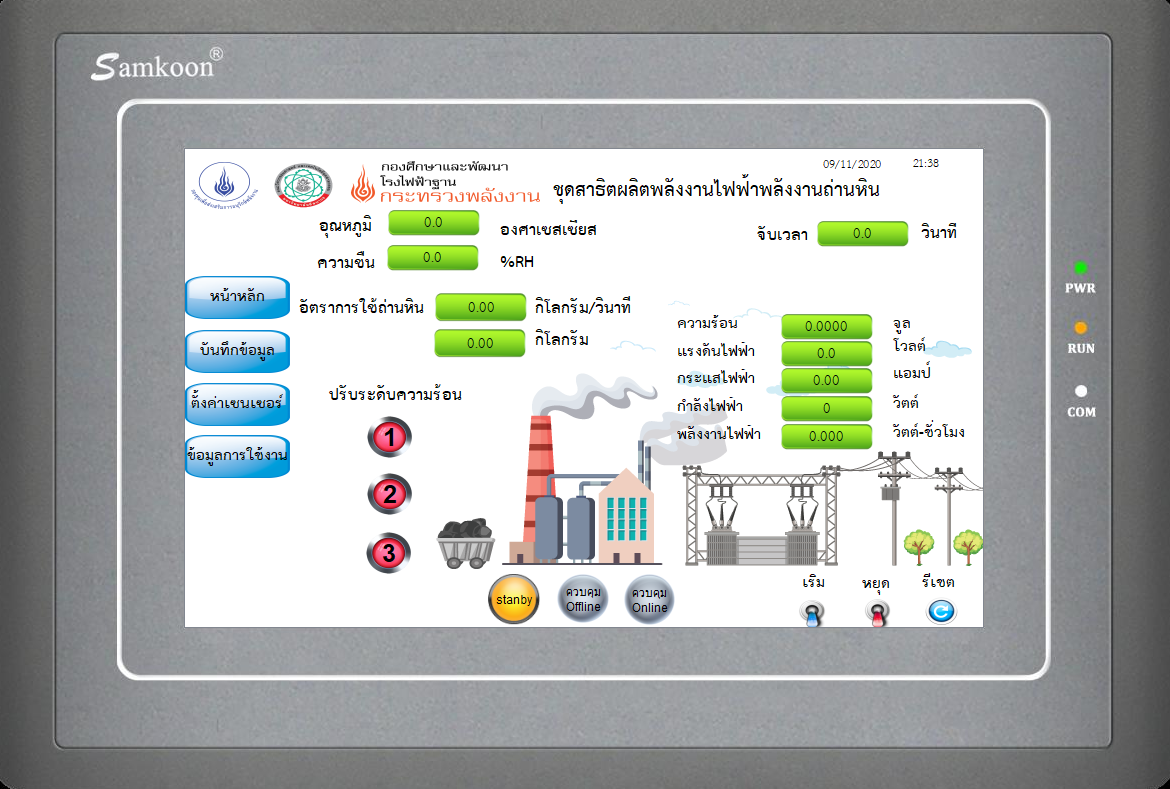 Samkoon®
09/11/2020 21:38
กองศึกษาและพัฒนา
โรงไฟฟ้าฐาน
กระทรวงพลังงาน
ชุดสาธิตผลิตพลังงานไฟฟ้าพลังงานถ่านหิน
อุณหภูมิ 0.0 องศาเซสเซียส
จับเวลา 0.0 วินาที
ความชืน 0.0 %RH
PWR
หน้าหลัก
อัตราการใช้ถ่านหิน 0.00 กิโลกรัม/วินาที
0.00 กิโลกรัม
ความร้อน 0.0000 จูล
RUN
บันทึกข้อมูล
แรงดันไฟฟ้า 0.0 โวลต์
กระแสไฟฟ้า 0.00 แอมป์
ตั้งค่าเซนเซอร์
ปรับระดับความร้อน
กำลังไฟฟ้า 0 วัตต์
COM
พลังงานไฟฟ้า 0.000 วัตต์-ชั่วโมง
ข้อมูลการใช้งาน
1
2
3
stanby
ควบคุม
Offline
ควบคุม
Online
เริ่ม
หยุด
รีเซต